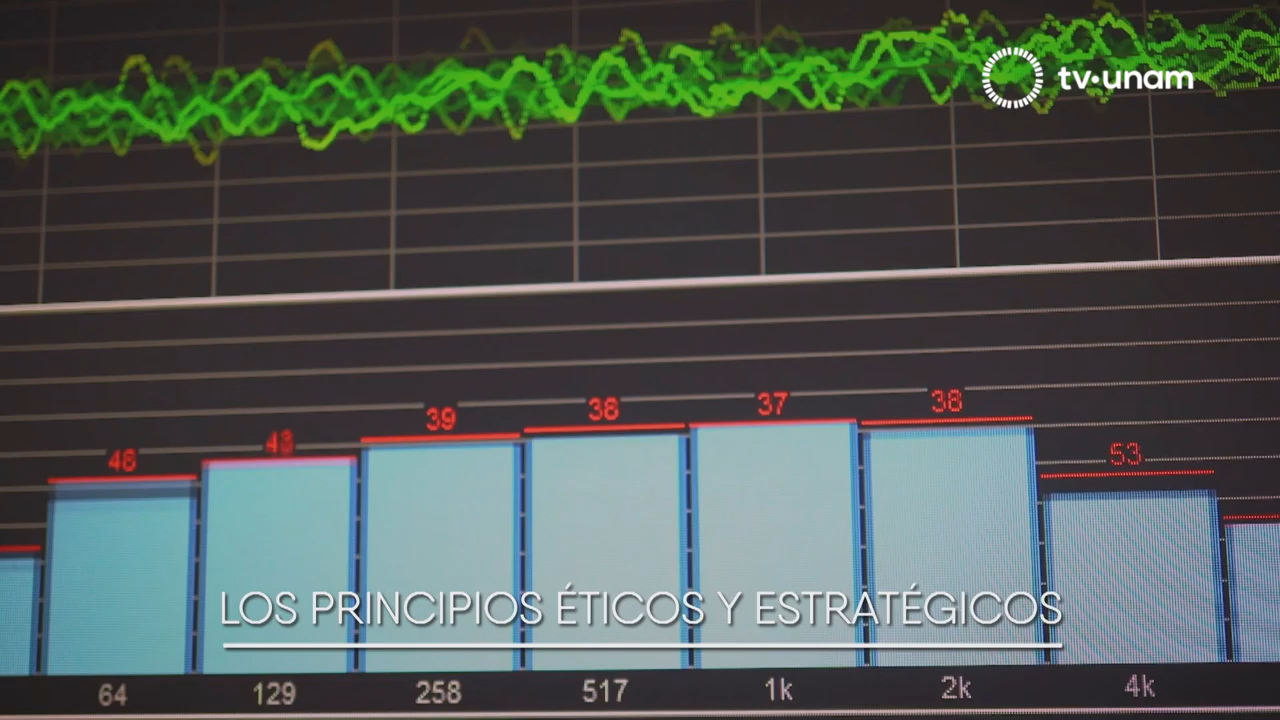 tv·unam
37
38
38
39
43
53
46
LOS PRINCIPIOS ÉTICOS Y ESTRATÉGICOS
64 129 258 517 1k 2k 4k